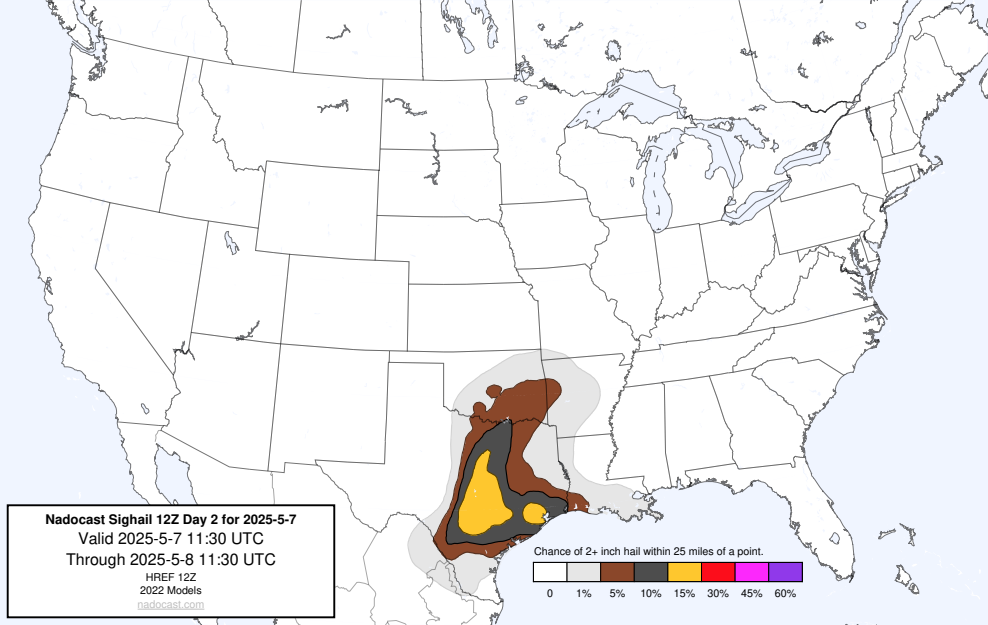 Nadocast Sighail 12Z Day 2 for 2025-5-7
Valid 2025-5-7 11:30 UTC
Through 2025-5-8 11:30 UTC
HREF 12Z
2022 Models
nadocast.com
Chance of 2+ inch hail within 25 miles of a point.
0 1% 5% 10% 15% 30% 45% 60%